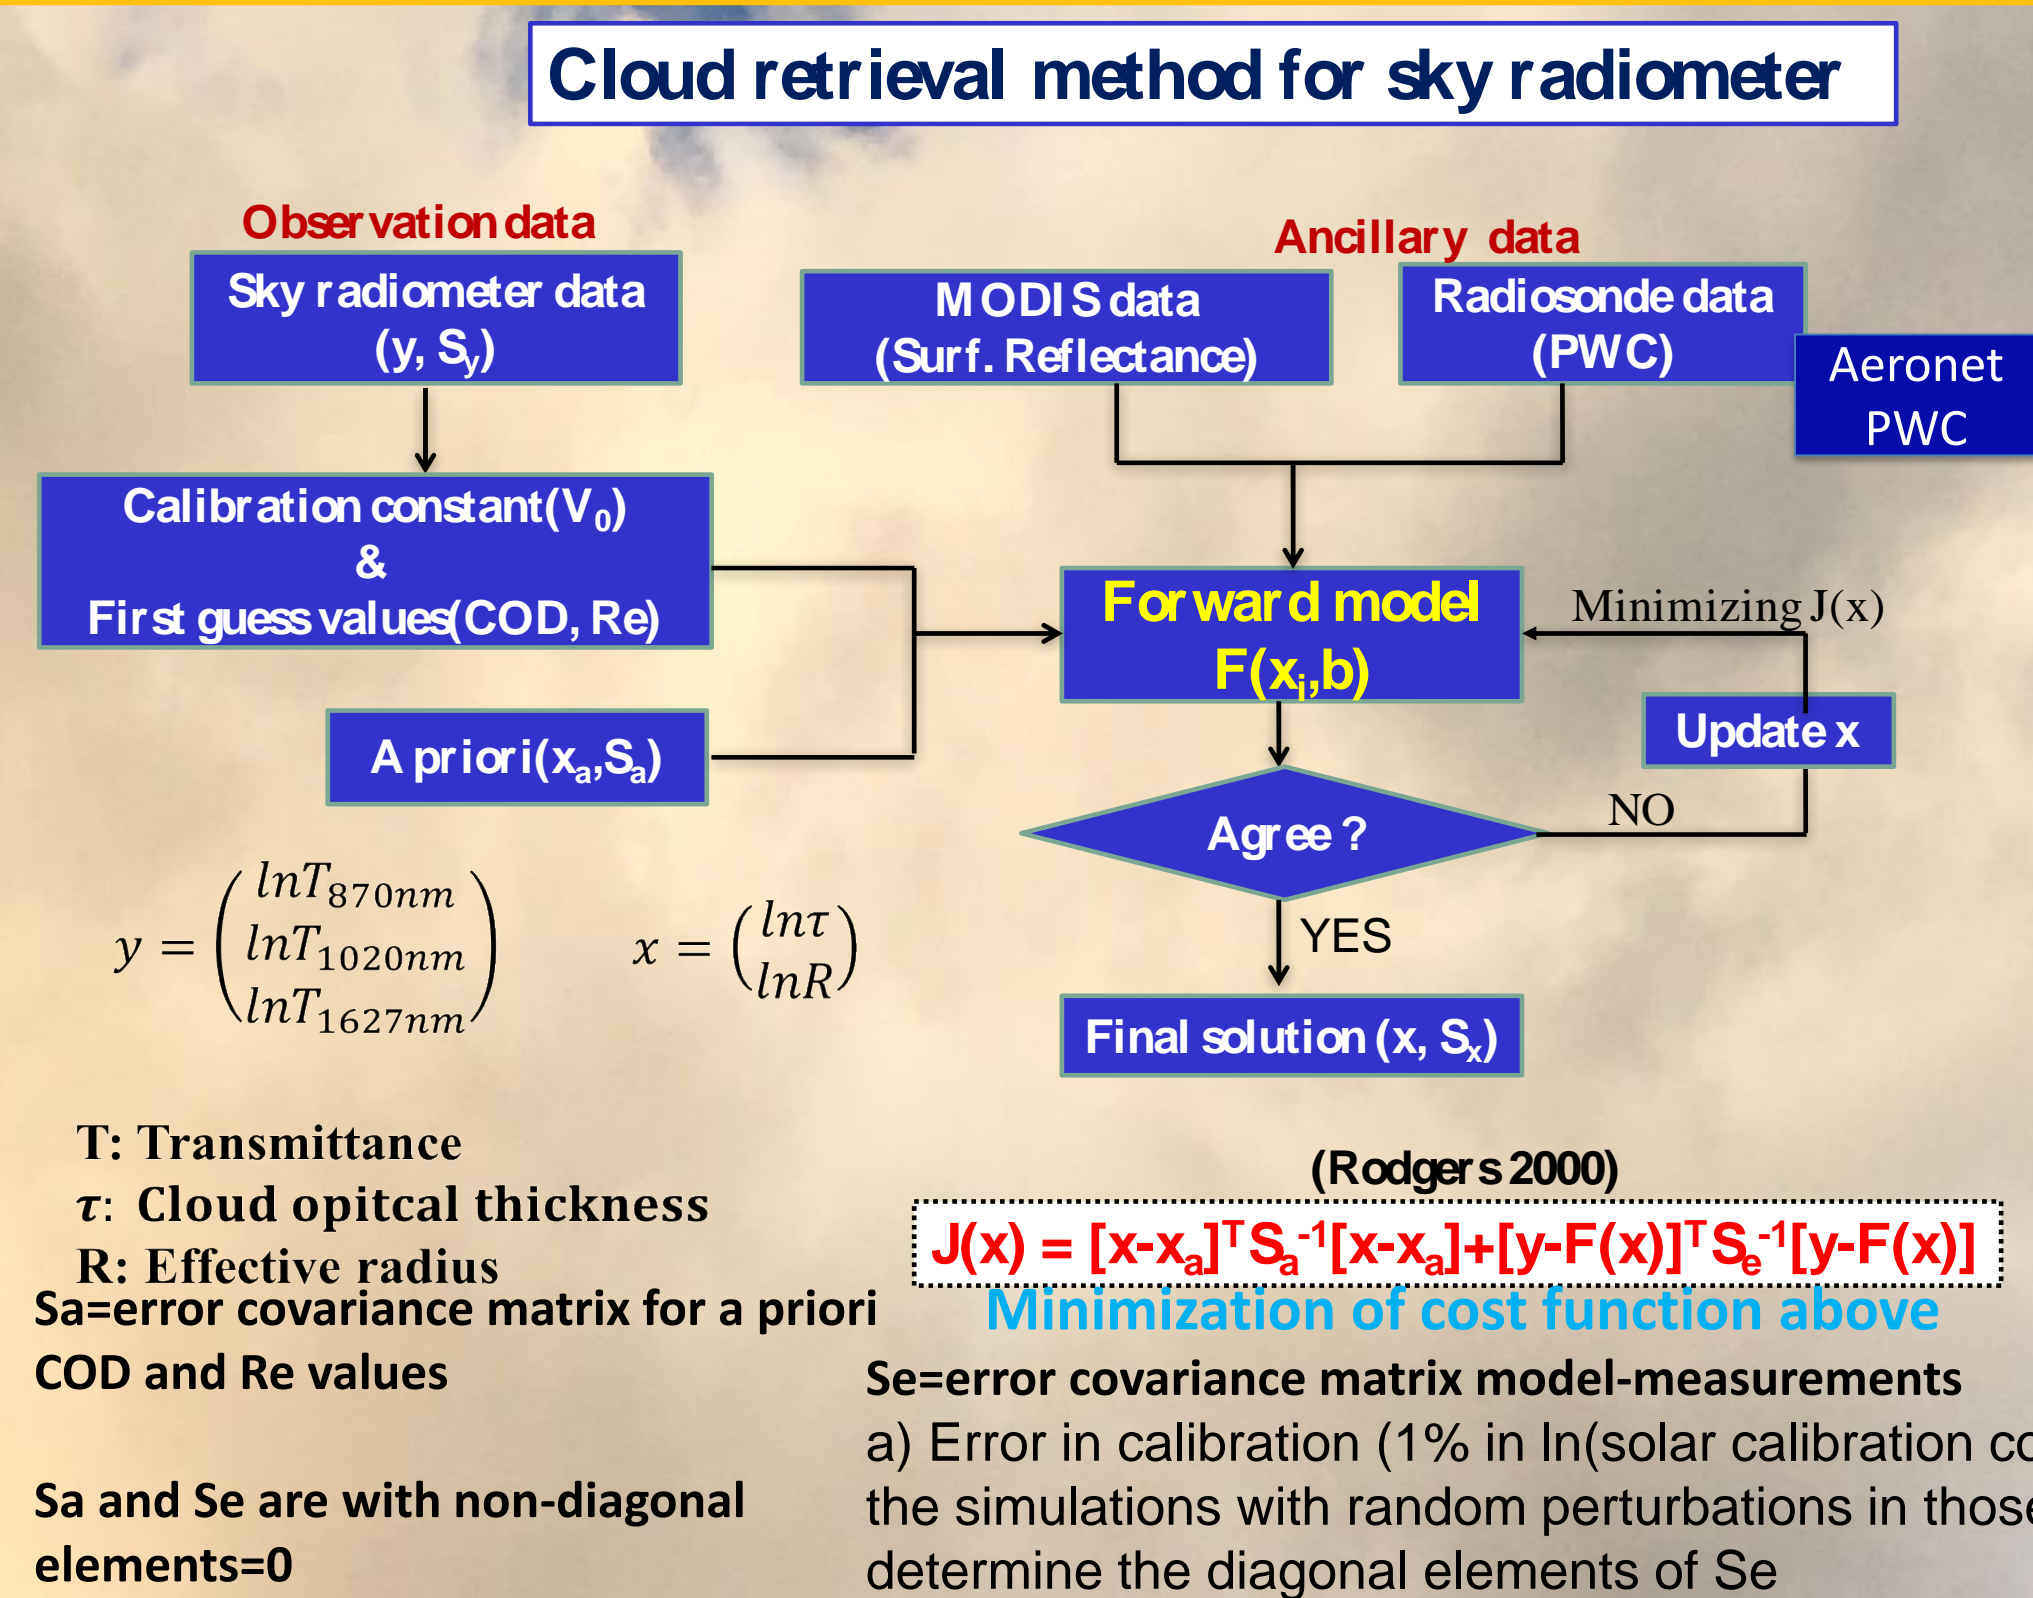 Cloud retrieval method for sky radiometer
Observation data
Sky radiometer data
(y, Sy)
Ancillary data
MODIS data
(Surf. Reflectance)
Radiosonde data
(PWC)
Aeronet
PWC
Calibration constant(V0)
&
First guess values(COD, Re)
A priori(xa,Sa)
Forward model
F(xi,b)
Minimizing J(x)
Update x
Agree ?
NO
YES
Final solution (x, Sx)
y = (lnT870nm
lnT1020nm
lnT1627nm)
x = (lnτ
lnR)
T: Transmittance
τ: Cloud opitcal thickness
R: Effective radius
Sa=error covariance matrix for a priori
COD and Re values
Sa and Se are with non-diagonal
elements=0
(Rodgers 2000)
J(x) = [x-xa]ᵀSa⁻¹[x-xa]+[y-F(x)]ᵀSe⁻¹[y-F(x)]
Minimization of cost function above
Se=error covariance matrix model-measurements
a) Error in calibration (1% in ln(solar calibration co
the simulations with random perturbations in those
determine the diagonal elements of Se